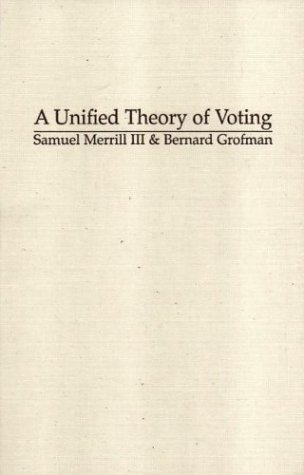 A Unified Theory of Voting
Samuel Merrill III & Bernard Grofman